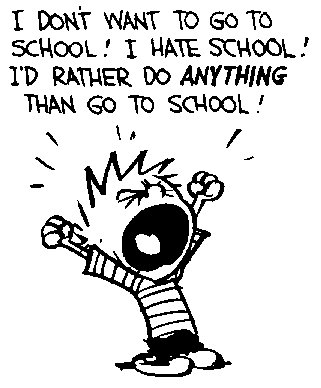 I DON'T WANT TO GO TO
SCHOOL! I HATE SCHOOL!
I'D RATHER DO ANYTHING
THAN GO TO SCHOOL!